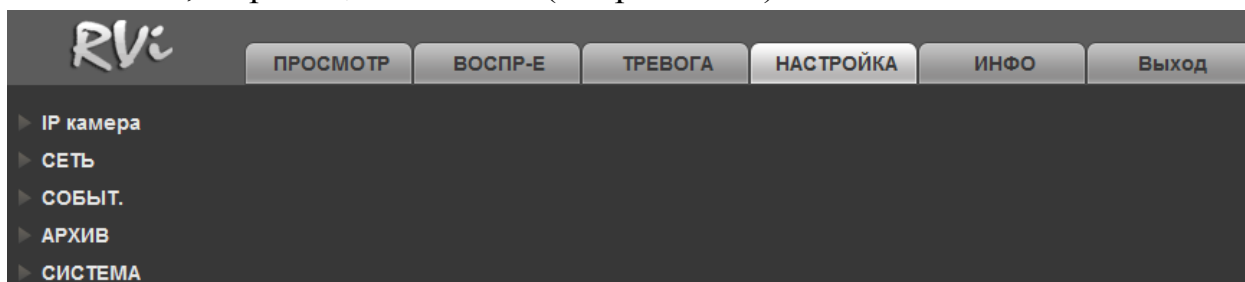 RVi
ПРОСМОТР ВОСПР-Е ТРЕВОГА НАСТРОЙКА ИНФО Выход
IP камера
СЕТЬ
СОБЫТ.
АРХИВ
СИСТЕМА